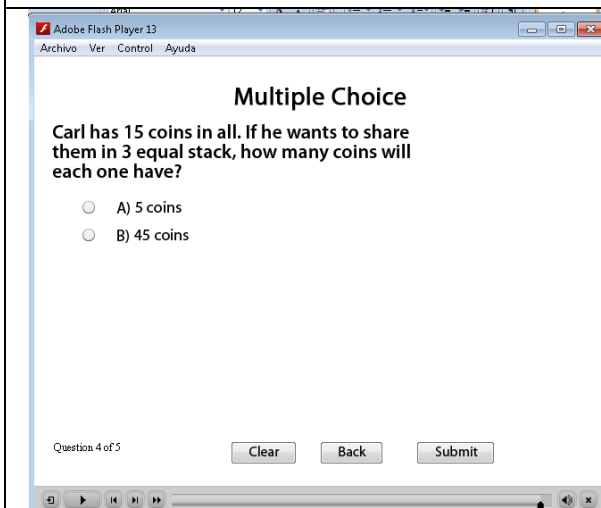 Adobe Flash Player 13
Archivo Ver Control Ayuda
Multiple Choice
Carl has 15 coins in all. If he wants to share
them in 3 equal stack, how many coins will
each one have?
A) 5 coins
B) 45 coins
Question 4 of 5
Clear Back Submit